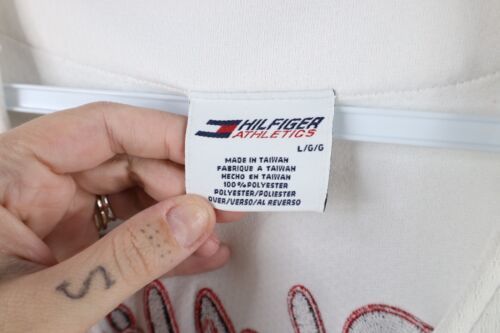 HILFIGER
ATHLETICS
L/G/G
MADE IN TAIWAN
FABRIQUE A TAIWAN
HECHO EN TAIWAN
100% POLYESTER
POLYESTER/POLIESTER
OVER/VERSO/AL REVERSO
S